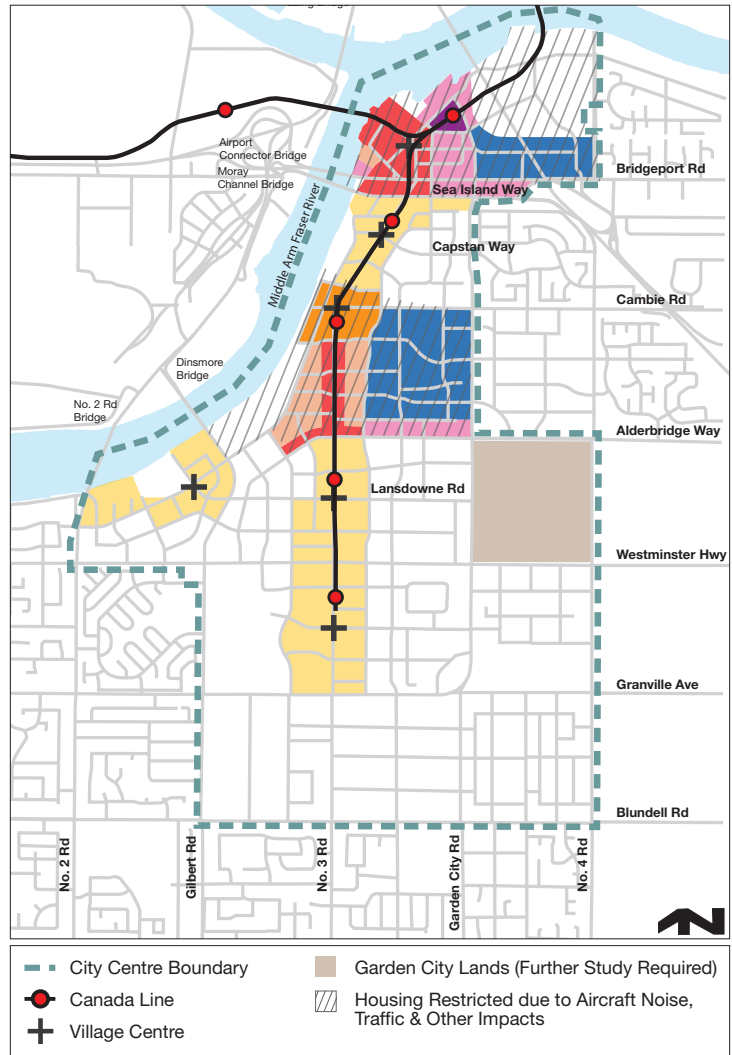 Airport
Connector Bridge
Moray
Channel Bridge
Bridgeport Rd
Sea Island Way
Middle Arm Fraser River
Capstan Way
Cambie Rd
Dinsmore
Bridge
No. 2 Rd
Bridge
Alderbridge Way
Lansdowne Rd
Westminster Hwy
Granville Ave
Blundell Rd
No. 2 Rd
Gilbert Rd
No. 3 Rd
Garden City Rd
No. 4 Rd
N
City Centre Boundary
Canada Line
Village Centre
Garden City Lands (Further Study Required)
Housing Restricted due to Aircraft Noise,
Traffic & Other Impacts